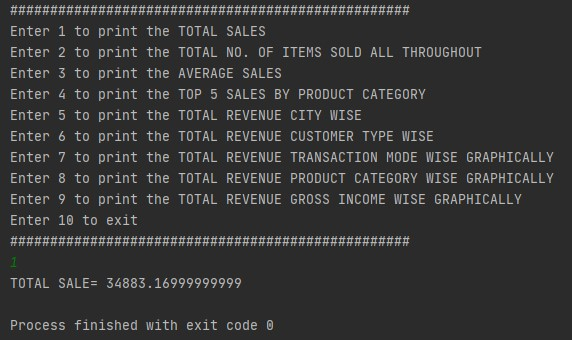 ##################################################
Enter 1 to print the TOTAL SALES
Enter 2 to print the TOTAL NO. OF ITEMS SOLD ALL THROUGHOUT
Enter 3 to print the AVERAGE SALES
Enter 4 to print the TOP 5 SALES BY PRODUCT CATEGORY
Enter 5 to print the TOTAL REVENUE CITY WISE
Enter 6 to print the TOTAL REVENUE CUSTOMER TYPE WISE
Enter 7 to print the TOTAL REVENUE TRANSACTION MODE WISE GRAPHICALLY
Enter 8 to print the TOTAL REVENUE PRODUCT CATEGORY WISE GRAPHICALLY
Enter 9 to print the TOTAL REVENUE GROSS INCOME WISE GRAPHICALLY
Enter 10 to exit
##################################################
1
TOTAL SALE= 34883.16999999999
Process finished with exit code 0